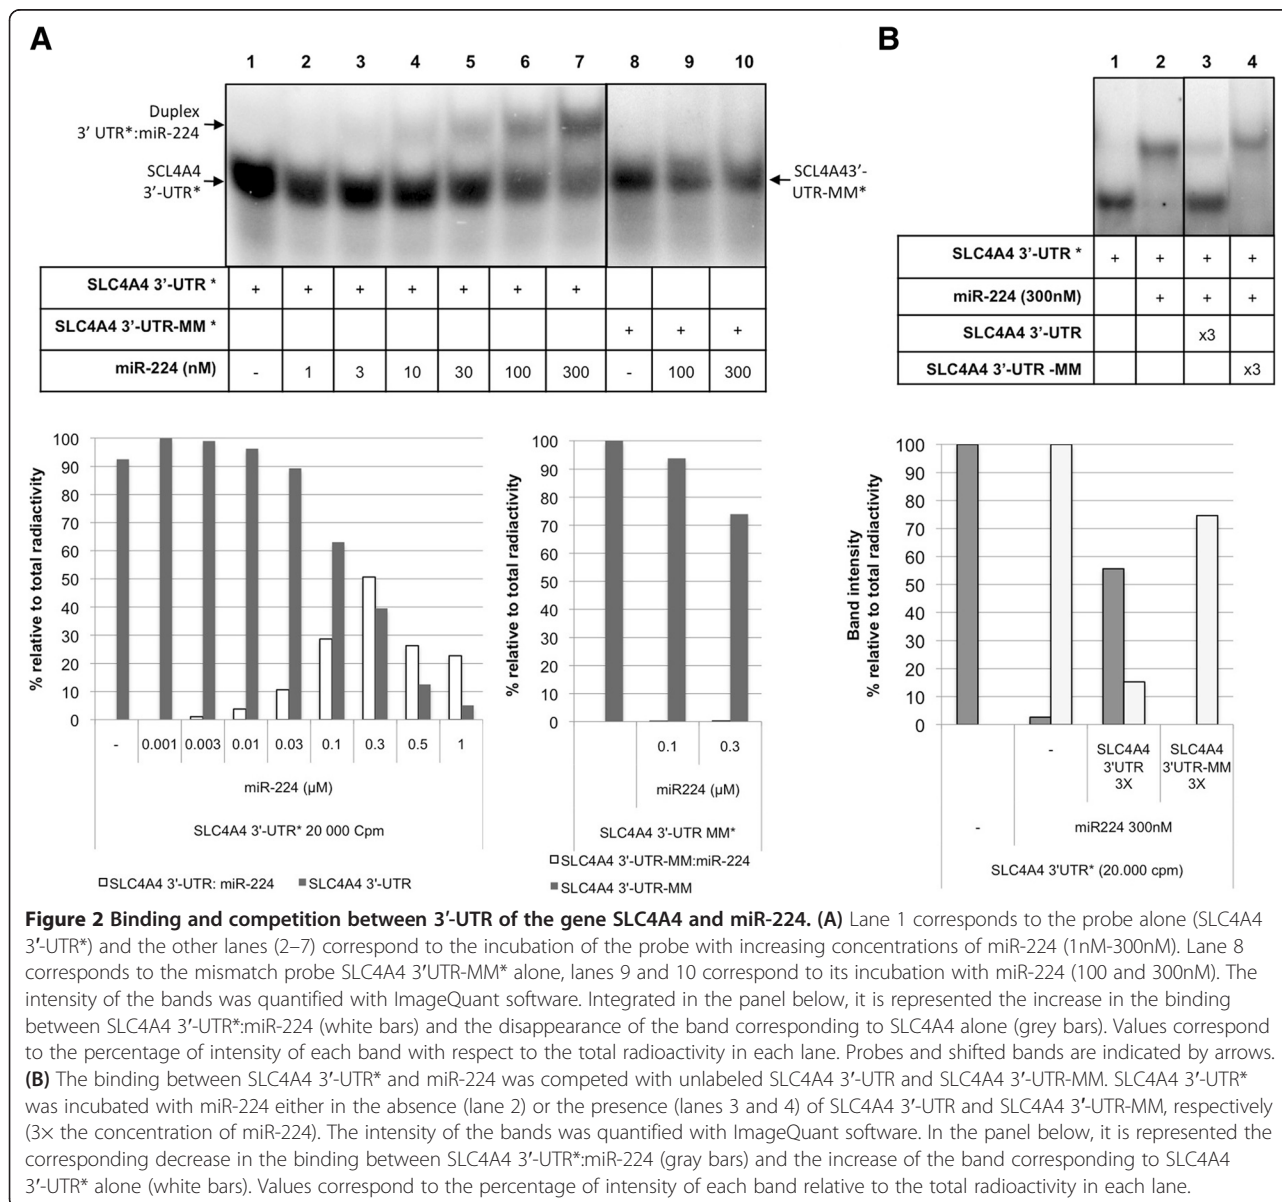 A
1 2 3 4 5 6 7 8 9 10
Duplex
3' UTR*:miR-224
SCL4A4
3'-UTR*
SCL4A43'-
UTR-MM*
SLC4A4 3'-UTR * + + + + + + +
SLC4A4 3'-UTR-MM * + + +
miR-224 (nM) - 1 3 10 30 100 300 - 100 300
B
1 2 3 4
SLC4A4 3'-UTR * + + + +
miR-224 (300nM) + + +
SLC4A4 3'-UTR x3
SLC4A4 3'-UTR -MM x3
% relative to total radiactivity
100
90
80
70
60
50
40
30
20
10
0
- 0.001 0.003 0.01 0.03 0.1 0.3 0.5 1
miR-224 (µM)
SLC4A4 3'-UTR* 20 000 Cpm
SLC4A4 3'-UTR: miR-224 SLC4A4 3'-UTR
% relative to total radioactivity
100
90
80
70
60
50
40
30
20
10
0
0.1 0.3
miR224 (µM)
SLC4A4 3'-UTR MM*
SLC4A4 3'-UTR-MM:miR-224
SLC4A4 3'-UTR-MM
Band intensity
% relative to total radioactivity
100
90
80
70
60
50
40
30
20
10
0
- SLC4A4 SLC4A4
3'UTR 3'UTR-MM
3X 3X
- miR224 300nM
SLC4A4 3'UTR* (20.000 cpm)
Figure 2 Binding and competition between 3′-UTR of the gene SLC4A4 and miR-224. (A) Lane 1 corresponds to the probe alone (SLC4A4
3′-UTR*) and the other lanes (2–7) correspond to the incubation of the probe with increasing concentrations of miR-224 (1nM-300nM). Lane 8
corresponds to the mismatch probe SLC4A4 3′UTR-MM* alone, lanes 9 and 10 correspond to its incubation with miR-224 (100 and 300nM). The
intensity of the bands was quantified with ImageQuant software. Integrated in the panel below, it is represented the increase in the binding
between SLC4A4 3′-UTR*:miR-224 (white bars) and the disappearance of the band corresponding to SLC4A4 alone (grey bars). Values correspond
to the percentage of intensity of each band with respect to the total radioactivity in each lane. Probes and shifted bands are indicated by arrows.
(B) The binding between SLC4A4 3′-UTR* and miR-224 was competed with unlabeled SLC4A4 3′-UTR and SLC4A4 3′-UTR-MM. SLC4A4 3′-UTR*
was incubated with miR-224 either in the absence (lane 2) or the presence (lanes 3 and 4) of SLC4A4 3′-UTR and SLC4A4 3′-UTR-MM, respectively
(3× the concentration of miR-224). The intensity of the bands was quantified with ImageQuant software. In the panel below, it is represented the
corresponding decrease in the binding between SLC4A4 3′-UTR*:miR-224 (gray bars) and the increase of the band corresponding to SLC4A4
3′-UTR* alone (white bars). Values correspond to the percentage of intensity of each band relative to the total radioactivity in each lane.